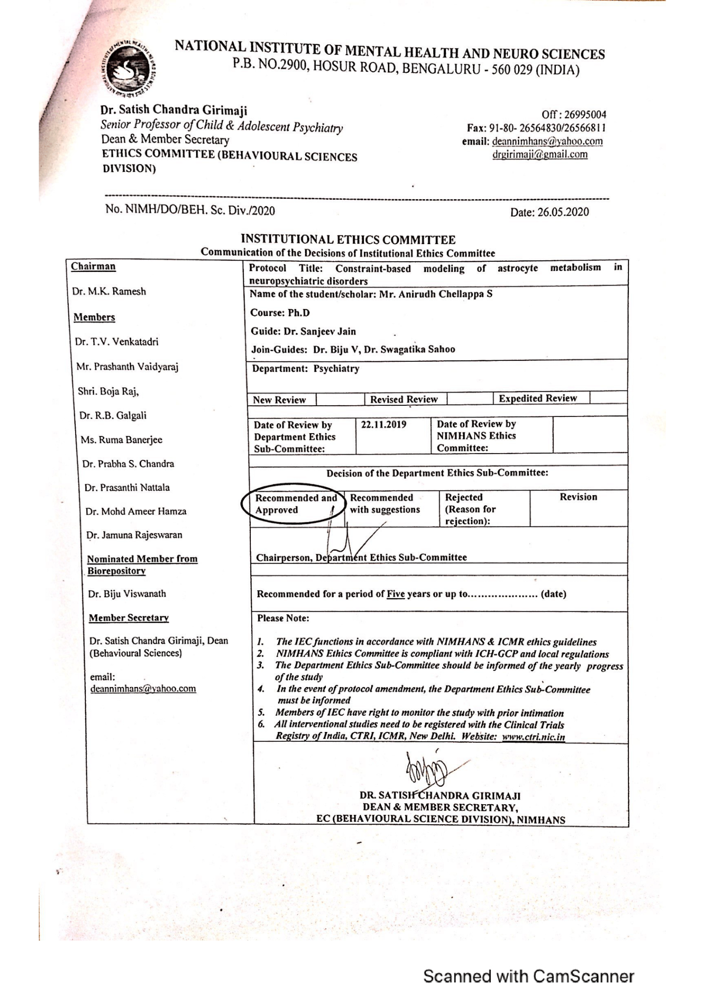 NATIONAL INSTITUTE OF MENTAL HEALTH AND NEURO SCIENCES
P.B. NO.2900, HOSUR ROAD, BENGALURU - 560 029 (INDIA)
Dr. Satish Chandra Girimaji
Senior Professor of Child & Adolescent Psychiatry
Dean & Member Secretary
ETHICS COMMITTEE (BEHAVIOURAL SCIENCES
DIVISION)
Off : 26995004
Fax: 91-80- 26564830/26566811
email: deannimhans@yahoo.com
drgirimaji@gmail.com
No. NIMH/DO/BEH. Sc. Div./2020
Date: 26.05.2020
INSTITUTIONAL ETHICS COMMITTEE
Communication of the Decisions of Institutional Ethics Committee
Chairman
Dr. M.K. Ramesh
Members
Dr. T.V. Venkatadri
Mr. Prashanth Vaidyaraj
Shri. Boja Raj,
Dr. R.B. Galgali
Ms. Ruma Banerjee
Dr. Prabha S. Chandra
Dr. Prasanthi Nattala
Dr. Mohd Ameer Hamza
Dr. Jamuna Rajeswaran
Nominated Member from
Biorepository
Dr. Biju Viswanath
Member Secretary
Dr. Satish Chandra Girimaji, Dean
(Behavioural Sciences)
email:
deannimhans@yahoo.com
Protocol Title: Constraint-based modeling of astrocyte metabolism in
neuropsychiatric disorders
Name of the student/scholar: Mr. Anirudh Chellappa S
Course: Ph.D
Guide: Dr. Sanjeev Jain
Join-Guides: Dr. Biju V, Dr. Swagatika Sahoo
Department: Psychiatry
New Review
Revised Review
Expedited Review
Date of Review by
Department Ethics
Sub-Committee:
22.11.2019
Date of Review by
NIMHANS Ethics
Committee:
Decision of the Department Ethics Sub-Committee:
Recommended and
Approved
Recommended
with suggestions
Rejected
(Reason for
rejection):
Revision
Chairperson, Department Ethics Sub-Committee
Recommended for a period of Five years or up to..................... (date)
Please Note:
1. The IEC functions in accordance with NIMHANS & ICMR ethics guidelines
2. NIMHANS Ethics Committee is compliant with ICH-GCP and local regulations
3. The Department Ethics Sub-Committee should be informed of the yearly progress
of the study
4. In the event of protocol amendment, the Department Ethics Sub-Committee
must be informed
5. Members of IEC have right to monitor the study with prior intimation
6. All interventional studies need to be registered with the Clinical Trials
Registry of India, CTRI, ICMR, New Delhi. Website: www.ctri.nic.in
DR. SATISH CHANDRA GIRIMAJI
DEAN & MEMBER SECRETARY,
EC (BEHAVIOURAL SCIENCE DIVISION), NIMHANS
Scanned with CamScanner